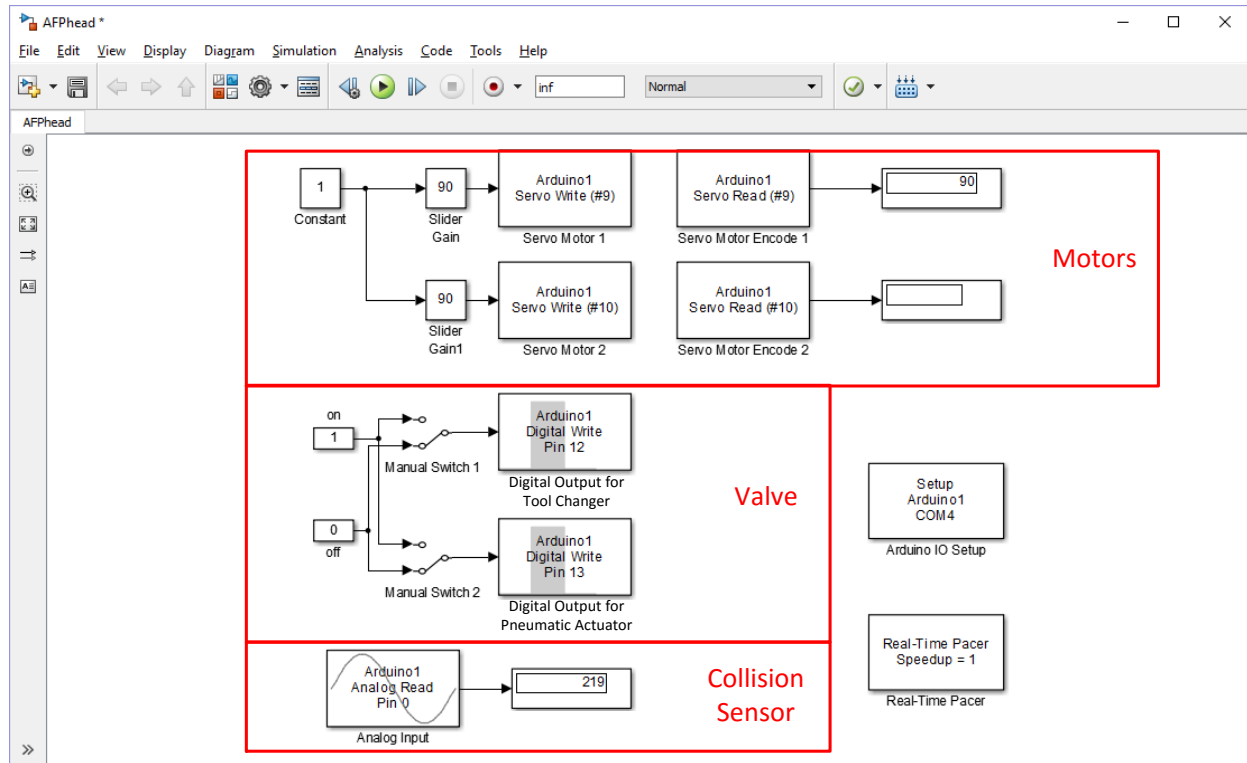 AFPhead *
File Edit View Display Diagram Simulation Analysis Code Tools Help
inf Normal
AFPhead
1
Constant
90
Slider
Gain
Arduino1
Servo Write (#9)
Servo Motor 1
Arduino1
Servo Read (#9)
Servo Motor Encode 1
90
Motors
90
Slider
Gain1
Arduino1
Servo Write (#10)
Servo Motor 2
Arduino1
Servo Read (#10)
Servo Motor Encode 2
on
1
Manual Switch 1
Arduino1
Digital Write
Pin 12
Digital Output for
Tool Changer
Valve
0
off
Manual Switch 2
Arduino1
Digital Write
Pin 13
Digital Output for
Pneumatic Actuator
Setup
Arduino1
COM4
Arduino IO Setup
Arduino1
Analog Read
Pin 0
Analog Input
219
Collision
Sensor
Real-Time Pacer
Speedup = 1
Real-Time Pacer